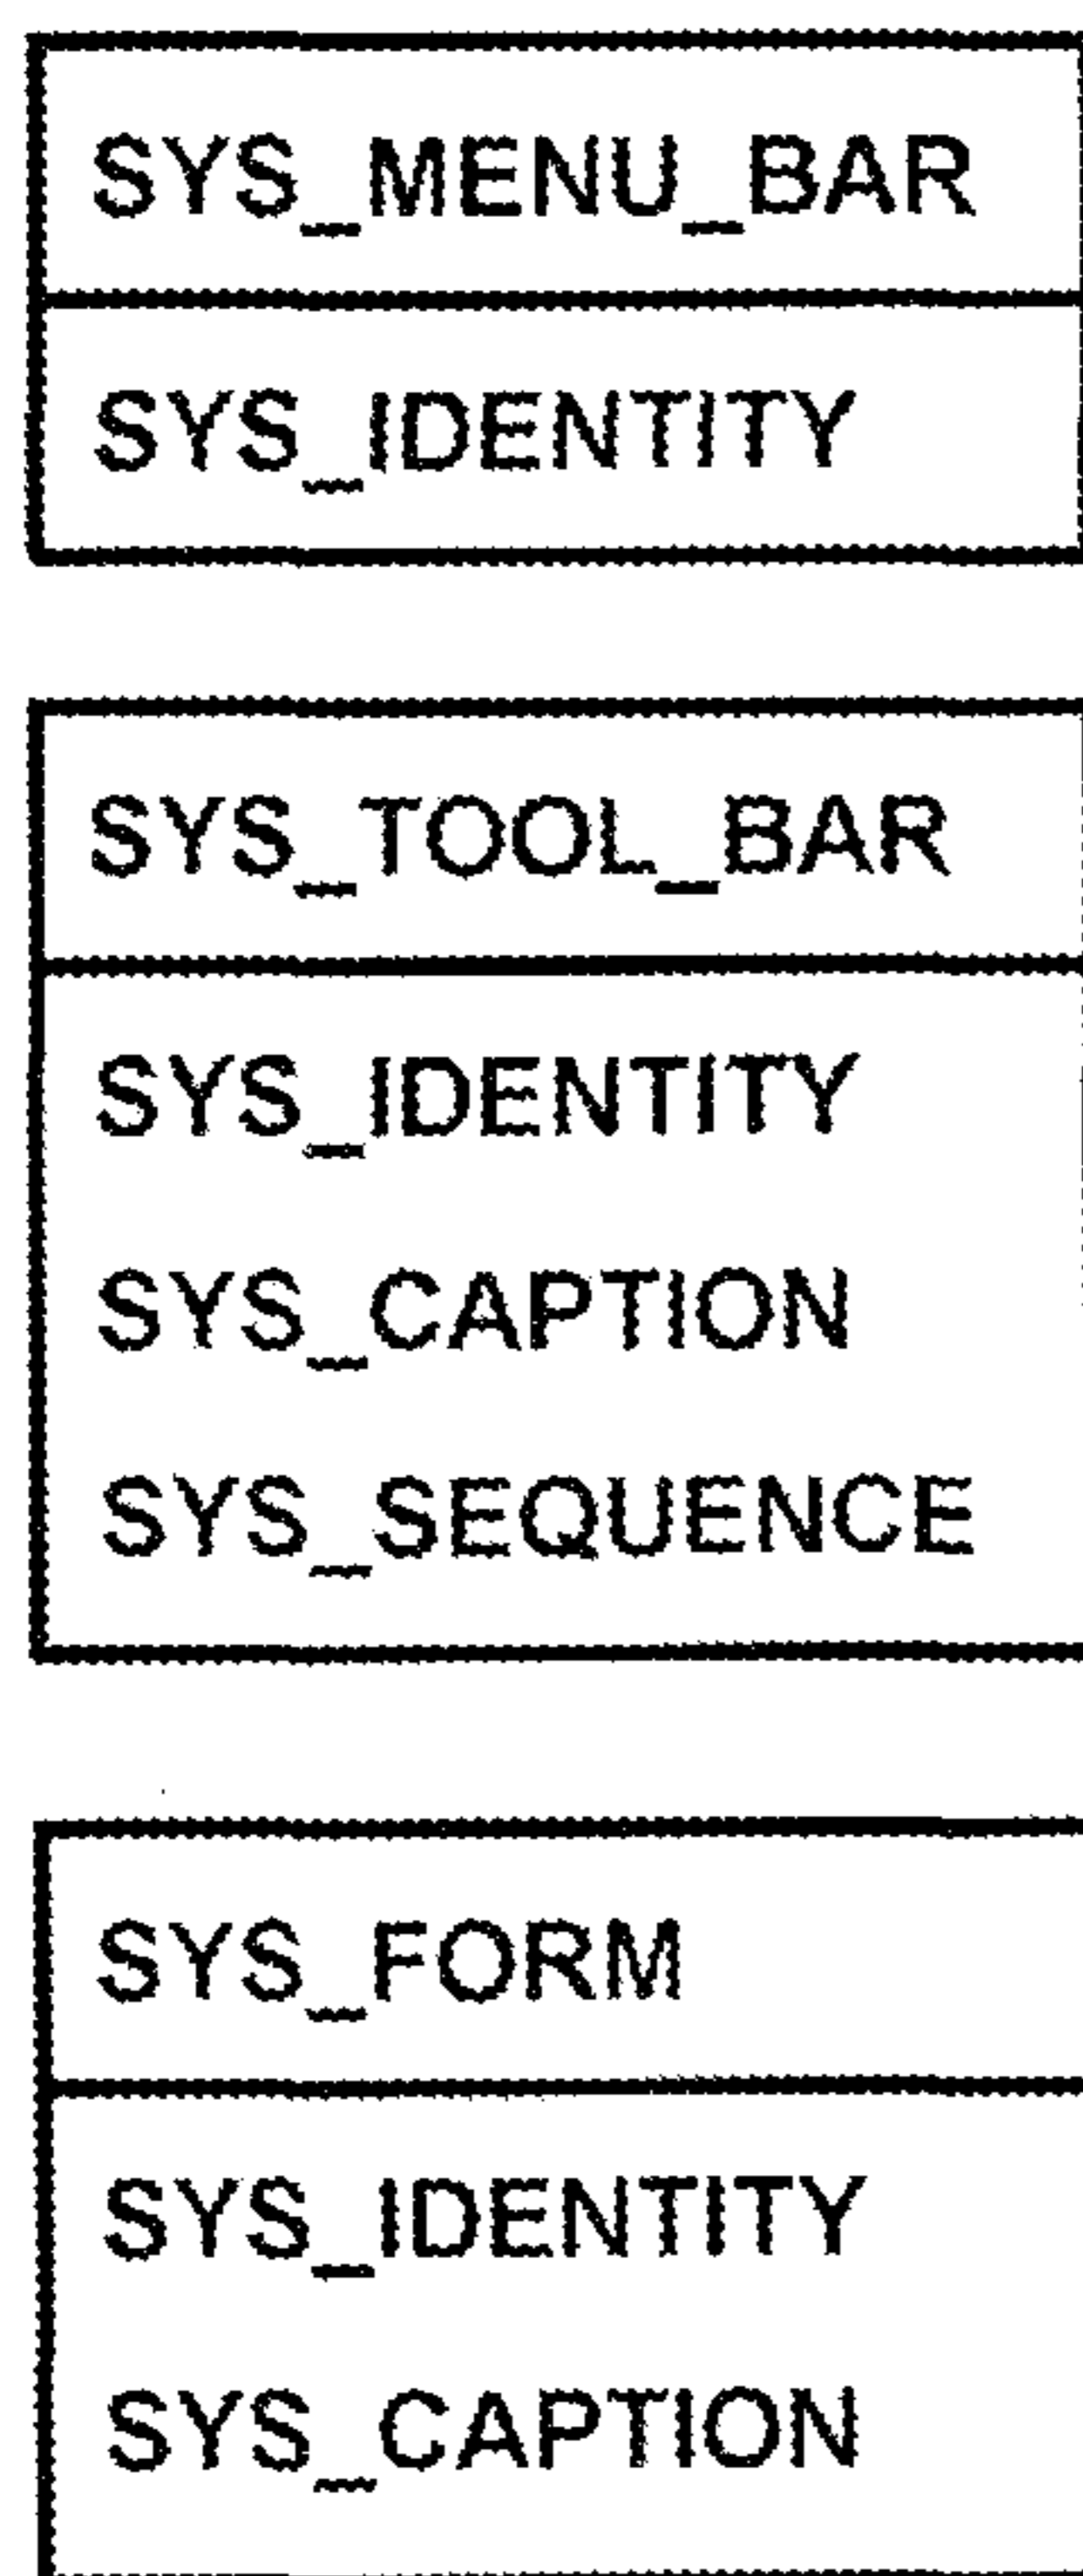 SYS_MENU_BAR
SYS_IDENTITY
SYS_TOOL_BAR
SYS_IDENTITY
SYS_CAPTION
SYS_SEQUENCE
SYS_FORM
SYS_IDENTITY
SYS_CAPTION